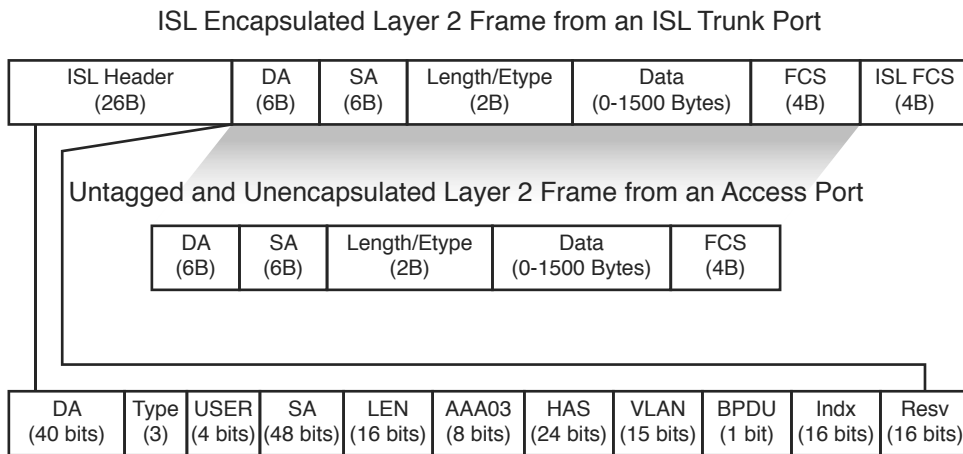 ISL Encapsulated Layer 2 Frame from an ISL Trunk Port
ISL Header DA SA Length/Etype Data FCS ISL FCS
(26B) (6B) (6B) (2B) (0-1500 Bytes) (4B) (4B)
Untagged and Unencapsulated Layer 2 Frame from an Access Port
DA SA Length/Etype Data FCS
(6B) (6B) (2B) (0-1500 Bytes) (4B)
DA Type USER SA LEN AAA03 HAS VLAN BPDU Indx Resv
(40 bits) (3) (4 bits) (48 bits) (16 bits) (8 bits) (24 bits) (15 bits) (1 bit) (16 bits) (16 bits)